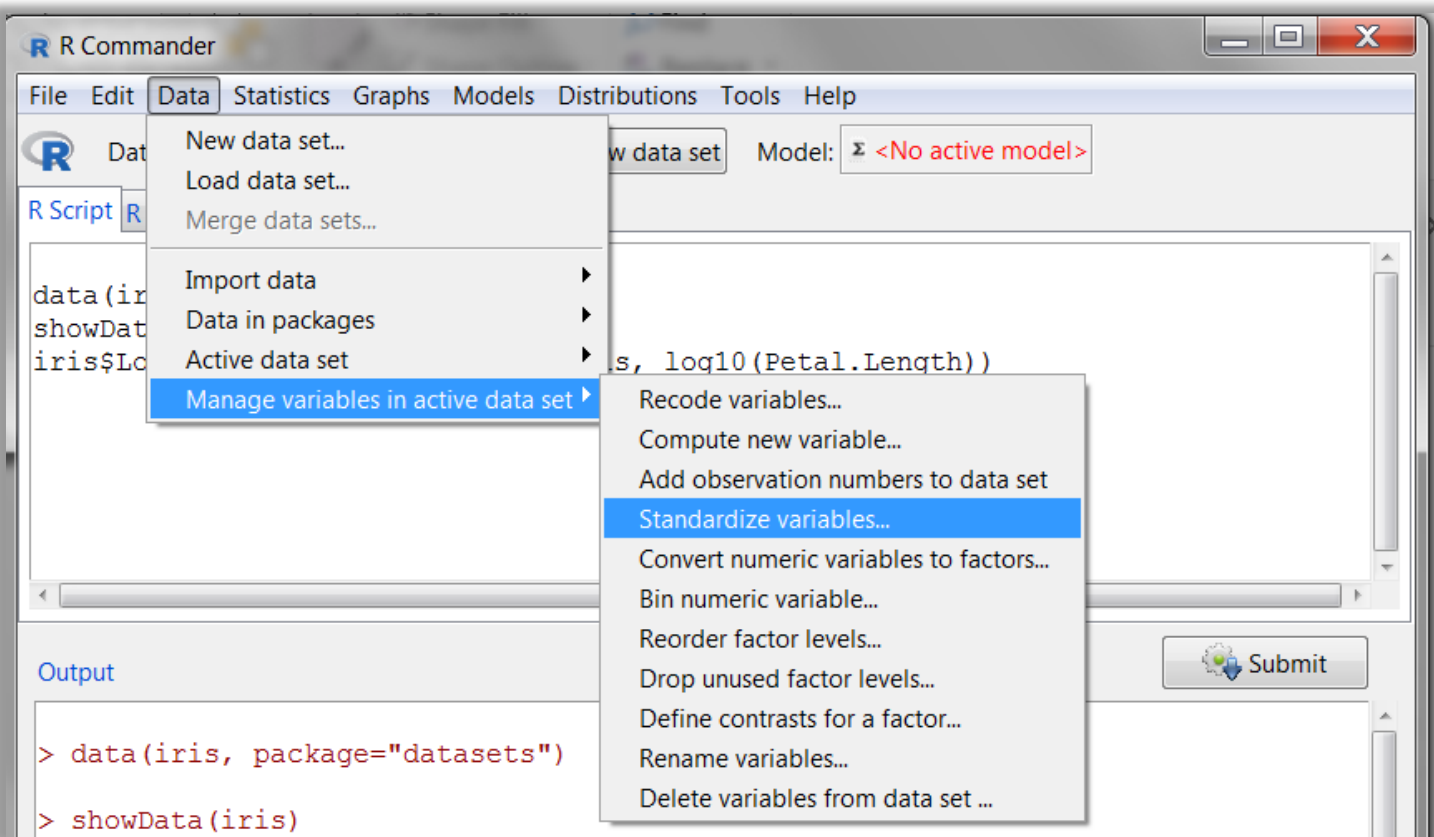 R Commander
File Edit Data Statistics Graphs Models Distributions Tools Help
R Dat w data set Model: Σ <No active model>
New data set...
Load data set...
Merge data sets...
Import data
Data in packages
Active data set
Manage variables in active data set
R Script R
data(ir
showDat
iris$Lo s, log10(Petal.Length))
Recode variables...
Compute new variable...
Add observation numbers to data set
Standardize variables...
Convert numeric variables to factors...
Bin numeric variable...
Reorder factor levels...
Drop unused factor levels...
Define contrasts for a factor...
Rename variables...
Delete variables from data set ...
Output
Submit
> data(iris, package="datasets")
> showData(iris)